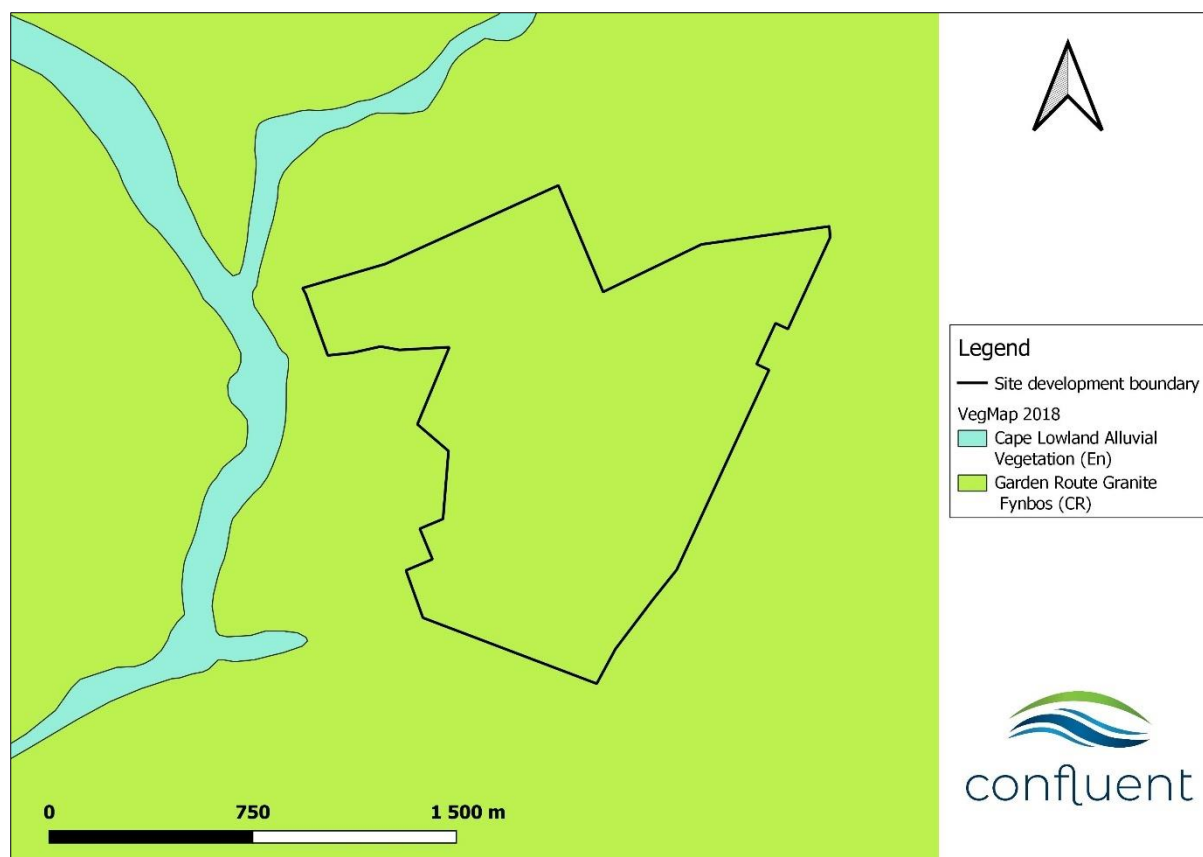 Legend
Site development boundary
VegMap 2018
Cape Lowland Alluvial
Vegetation (En)
Garden Route Granite
Fynbos (CR)
confluent
0 750 1 500 m